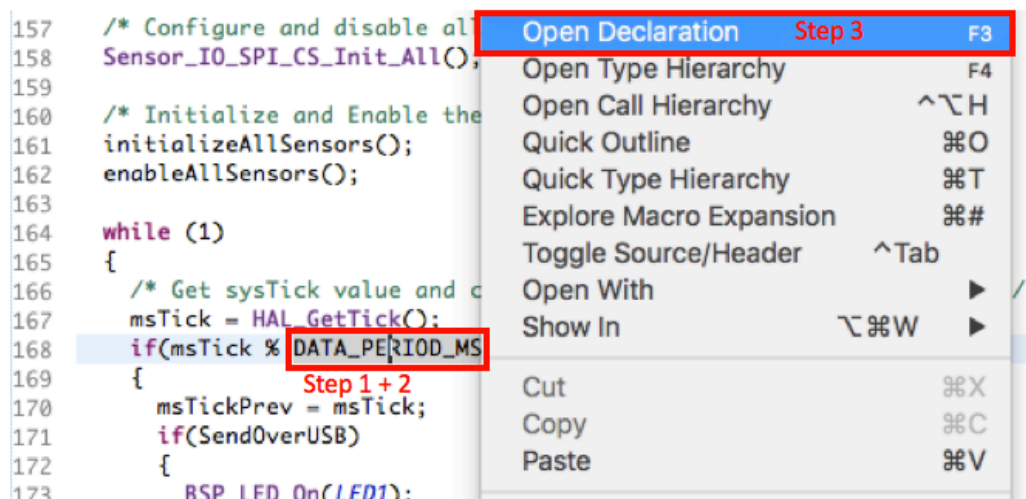 157 /* Configure and disable all
158 Sensor_IO_SPI_CS_Init_All();
159
160 /* Initialize and Enable the
161 initializeAllSensors();
162 enableAllSensors();
163
164 while (1)
165 {
166 /* Get sysTick value and c /
167 msTick = HAL_GetTick();
168 if(msTick % DATA_PERIOD_MS
169 { Step 1 + 2
170 msTickPrev = msTick;
171 if(SendOverUSB)
172 {
173 BSP_LED_On(LED1);
Open Declaration Step 3 F3
Open Type Hierarchy F4
Open Call Hierarchy ^⌥H
Quick Outline ⌘O
Quick Type Hierarchy ⌘T
Explore Macro Expansion ⌘#
Toggle Source/Header ^Tab
Open With ▶
Show In ⌥⌘W ▶
Cut ⌘X
Copy ⌘C
Paste ⌘V